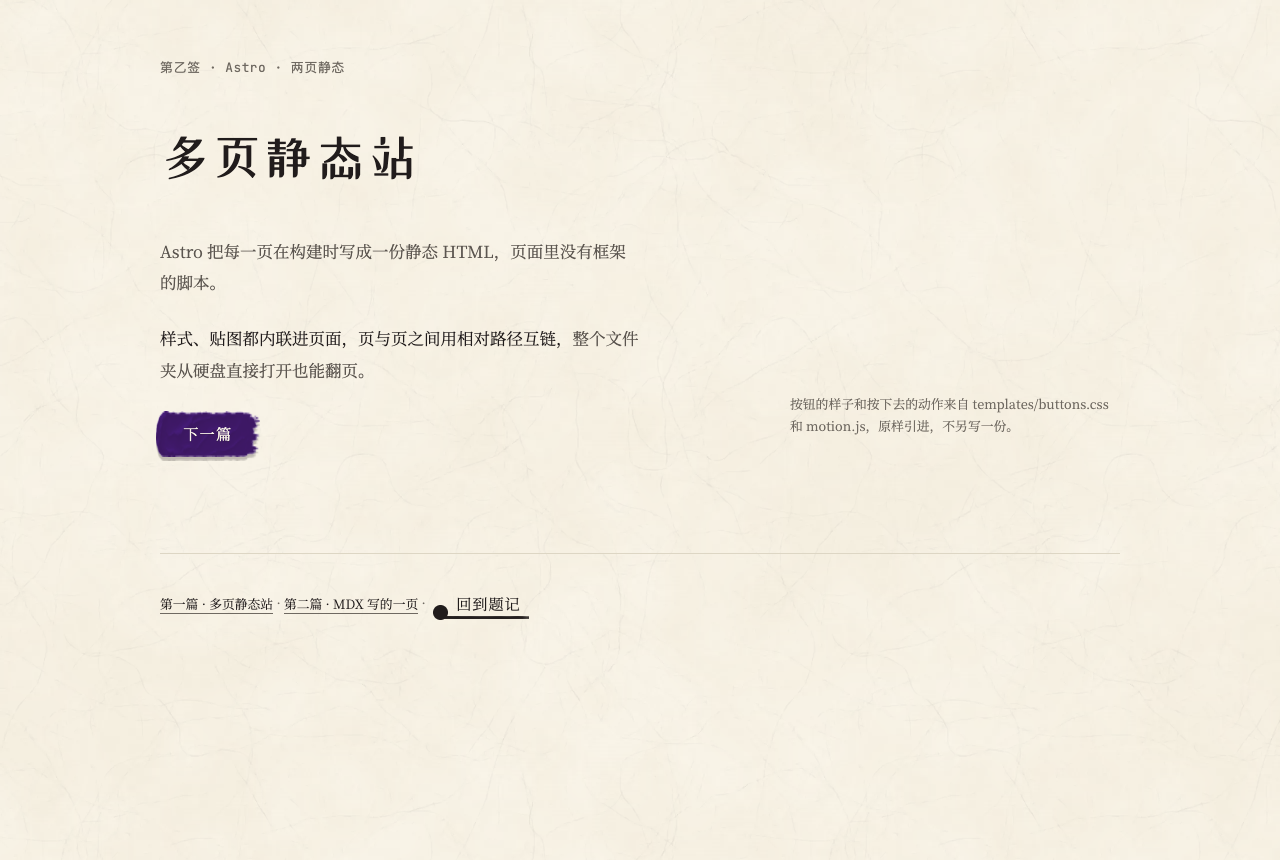 第乙签 · Astro · 两页静态
多页静态站
Astro 把每一页在构建时写成一份静态 HTML，页面里没有框架
的脚本。
样式、贴图都内联进页面，页与页之间用相对路径互链，整个文件
夹从硬盘直接打开也能翻页。
按钮的样子和按下去的动作来自 templates/buttons.css
和 motion.js，原样引进，不另写一份。
下一篇
第一篇 · 多页静态站 · 第二篇 · MDX 写的一页 · 回到题记